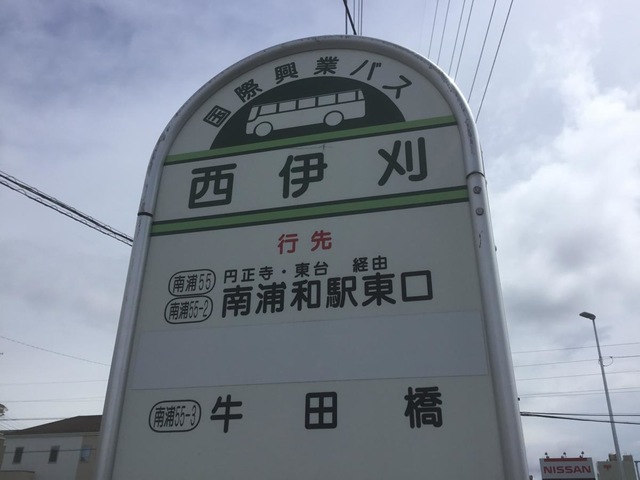 国際興業バス
西伊刈
行先
円正寺・東台 経由
南浦55
南浦55-2
南浦和駅東口
南浦55-3
牛田橋
NISSAN